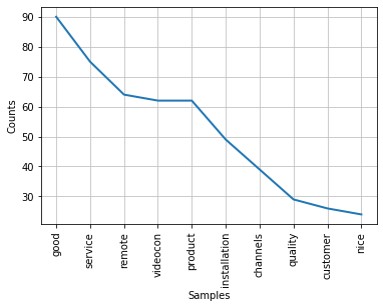 90
80
70
60
50
40
30
Counts
good
service
remote
videocon
product
installation
channels
quality
customer
nice
Samples